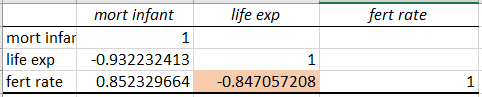 mort infant life exp fert rate
mort infar 1
life exp -0.932232413 1
fert rate 0.852329664 -0.847057208 1